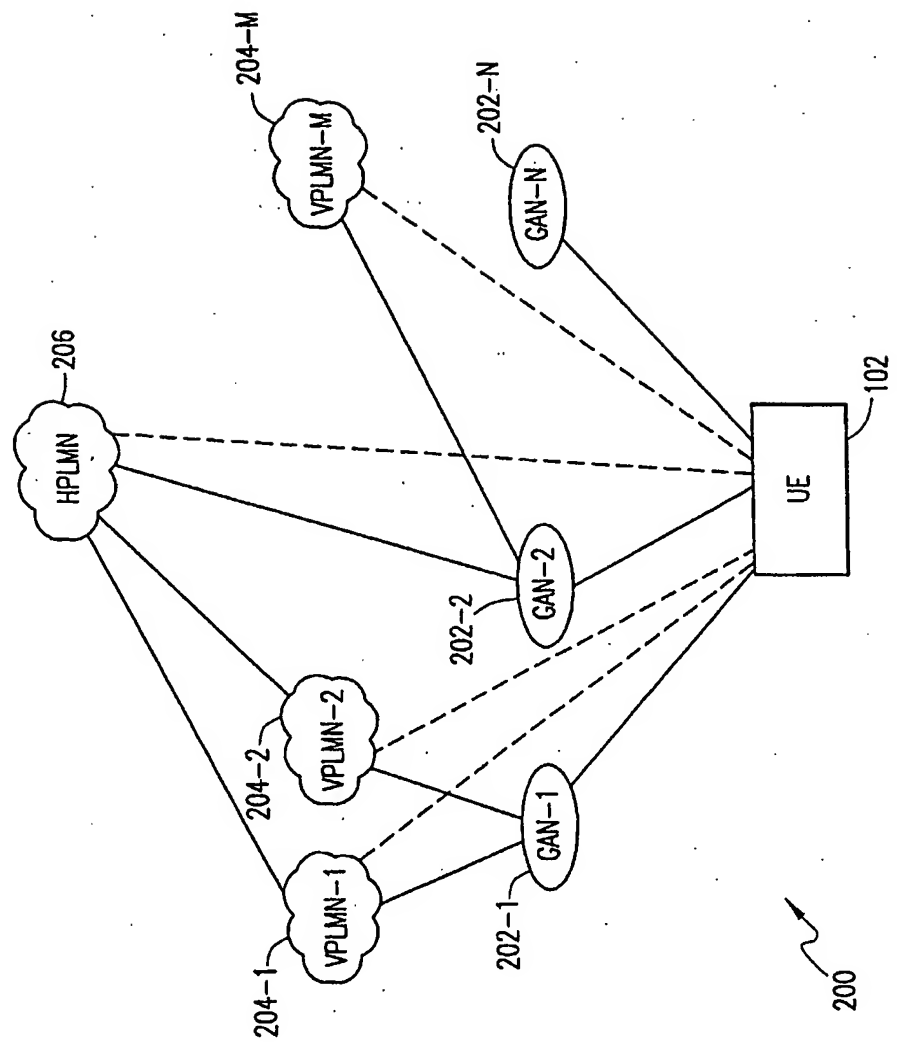 206
HPLMN
204-M
VPLMN-M
204-2
VPLMN-2
204-1
VPLMN-1
202-N
GAN-N
202-2
GAN-2
202-1
GAN-1
UE
102
200